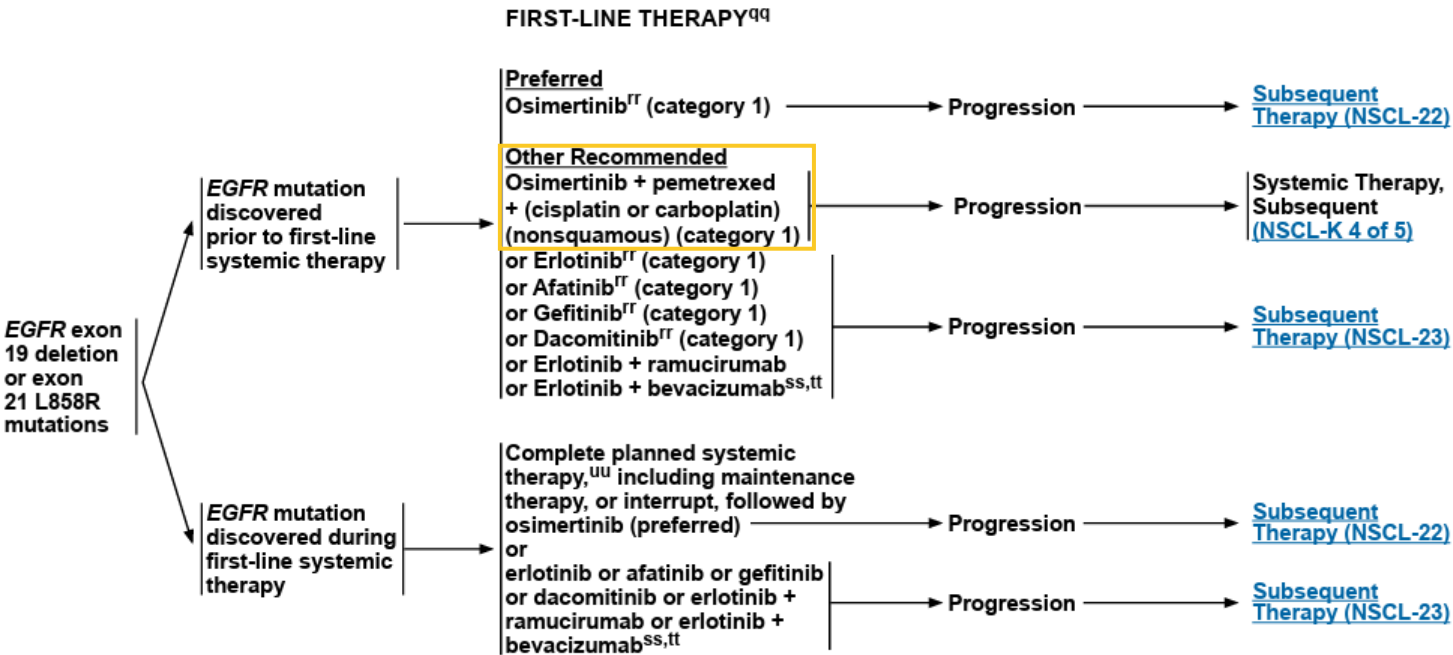 FIRST-LINE THERAPYqq
EGFR exon
19 deletion
or exon
21 L858R
mutations
EGFR mutation
discovered
prior to first-line
systemic therapy
Preferred
Osimertinibrr (category 1)
Progression
Subsequent
Therapy (NSCL-22)
Other Recommended
Osimertinib + pemetrexed
+ (cisplatin or carboplatin)
(nonsquamous) (category 1)
Progression
Systemic Therapy,
Subsequent
(NSCL-K 4 of 5)
or Erlotinibrr (category 1)
or Afatinibrr (category 1)
or Gefitinibrr (category 1)
or Dacomitinibrr (category 1)
or Erlotinib + ramucirumab
or Erlotinib + bevacizumabss,tt
Progression
Subsequent
Therapy (NSCL-23)
EGFR mutation
discovered during
first-line systemic
therapy
Complete planned systemic
therapy,uu including maintenance
therapy, or interrupt, followed by
osimertinib (preferred)
Progression
Subsequent
Therapy (NSCL-22)
or
erlotinib or afatinib or gefitinib
or dacomitinib or erlotinib +
ramucirumab or erlotinib +
bevacizumabss,tt
Progression
Subsequent
Therapy (NSCL-23)